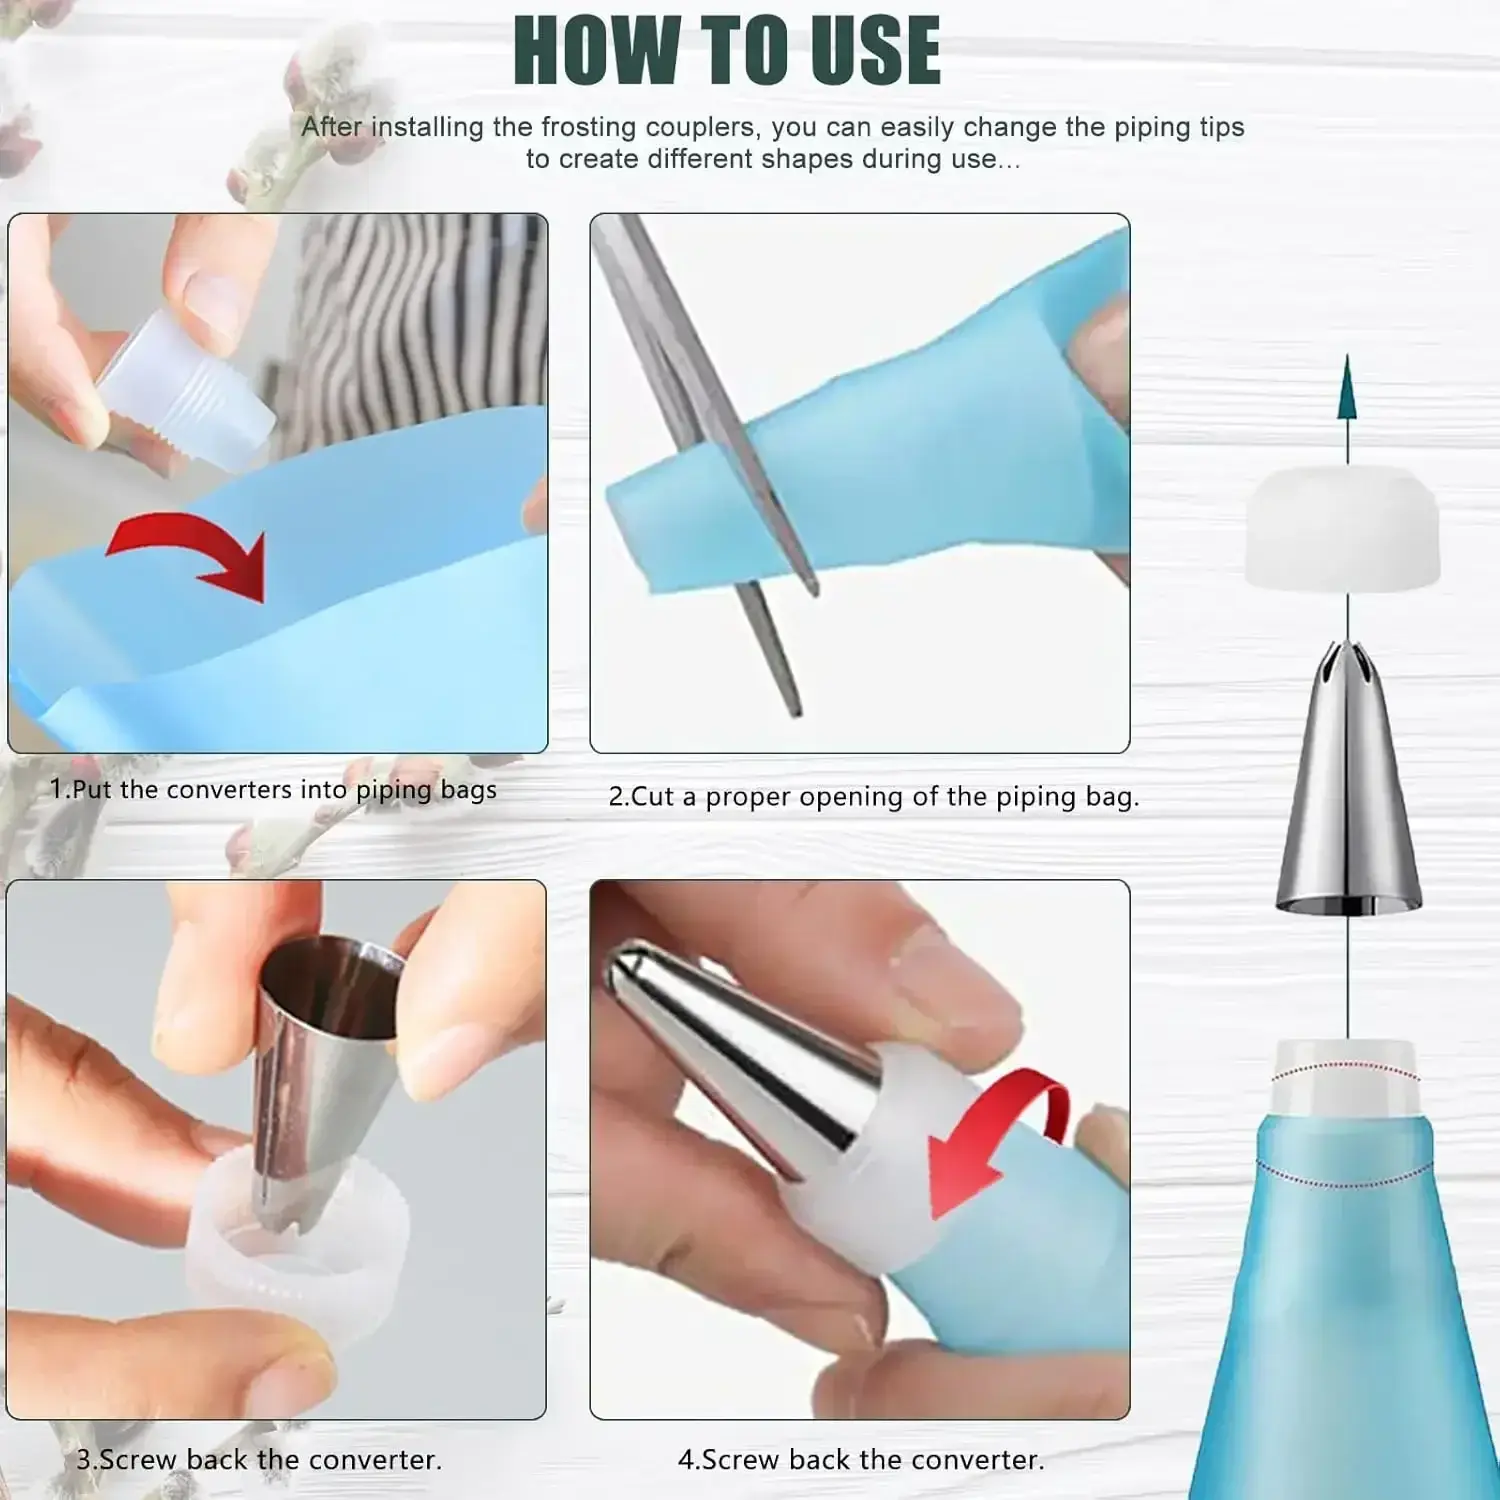 HOW TO USE
After installing the frosting couplers, you can easily change the piping tips
to create different shapes during use...
1.Put the converters into piping bags
2.Cut a proper opening of the piping bag.
3.Screw back the converter.
4.Screw back the converter.